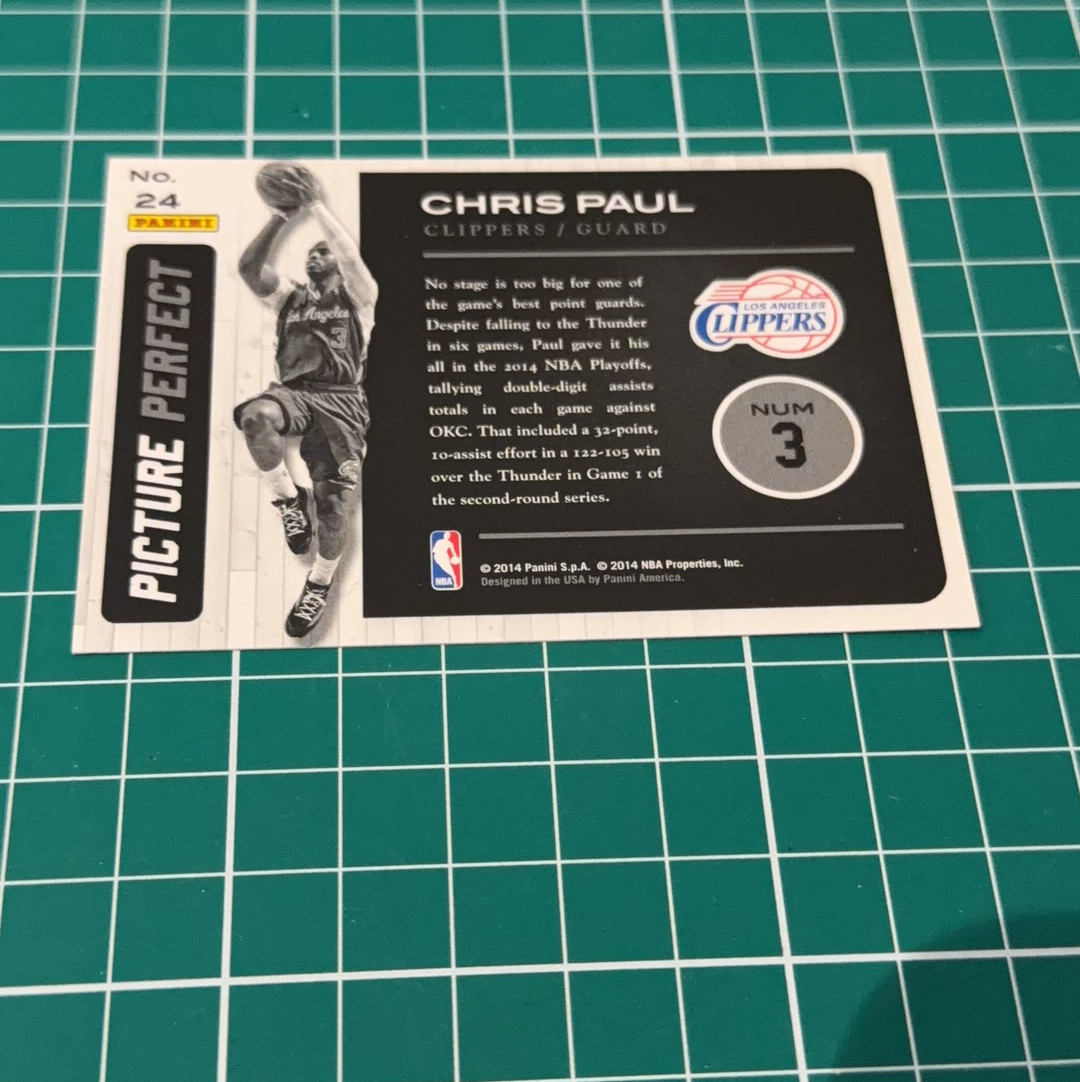 No.
24
PANINI
PICTURE PERFECT
Los Angeles
3
CHRIS PAUL
CLIPPERS / GUARD
No stage is too big for one of
the game's best point guards.
Despite falling to the Thunder
in six games, Paul gave it his
all in the 2014 NBA Playoffs,
tallying double-digit assists
totals in each game against
OKC. That included a 32-point,
10-assist effort in a 122-105 win
over the Thunder in Game 1 of
the second-round series.
LOS ANGELES
CLIPPERS
NUM
3
NBA
© 2014 Panini S.p.A. © 2014 NBA Properties, Inc.
Designed in the USA by Panini America.